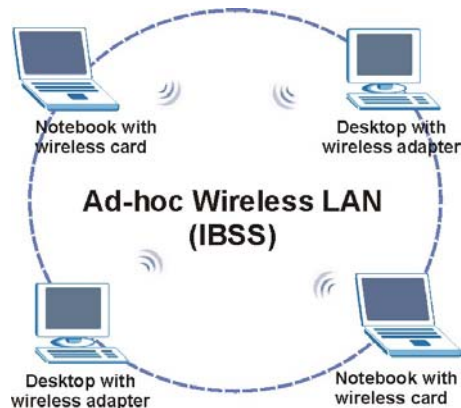 Notebook with
wireless card
Desktop with
wireless adapter
Ad-hoc Wireless LAN
(IBSS)
Desktop with
wireless adapter
Notebook with
wireless card